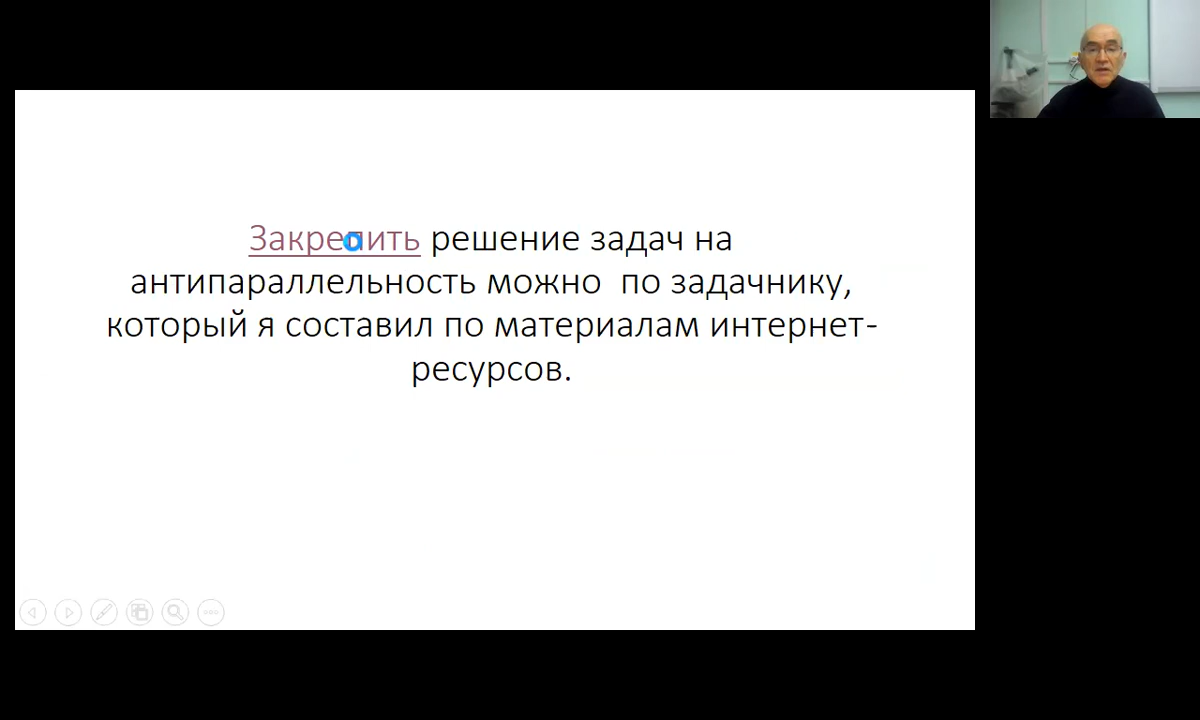 Закрепить решение задач на
антипараллельность можно  по задачнику,
который я составил по материалам интернет-
ресурсов.